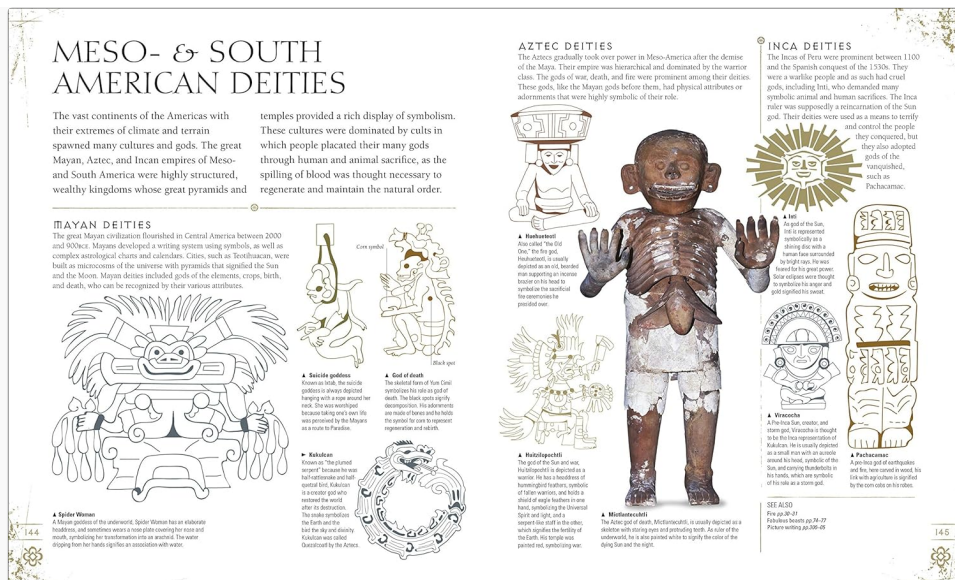 MESO- & SOUTH
AMERICAN DEITIES
The vast continents of the Americas with
their extremes of climate and terrain
spawned many cultures and gods. The great
Mayan, Aztec, and Incan empires of Meso-
and South America were highly structured,
wealthy kingdoms whose great pyramids and
temples provided a rich display of symbolism.
These cultures were dominated by cults in
which people placated their many gods
through human and animal sacrifice, as the
spilling of blood was thought necessary to
regenerate and maintain the natural order.
MAYAN DEITIES
The great Mayan civilization flourished in Central America between 2000
and 900BCE. Mayans developed a writing system using symbols, as well as
complex astrological charts and calendars. Cities, such as Teotihuacan, were
built as microcosms of the universe with pyramids that signified the Sun
and the Moon. Mayan deities included gods of the elements, crops, birth,
and death, who can be recognized by their various attributes.
Corn symbol
Black spot
▲ Suicide goddess
Known as Ixtab, the suicide
goddess is always depicted
hanging with a rope around her
neck. She was worshiped
because taking one's own life
was perceived by the Mayans
as a route to Paradise.
▲ God of death
The skeletal form of Yum Cimil
symbolizes his role as god of
death. The black spots signify
decomposition. His adornments
are made of bones and he holds
the symbol for corn to represent
regeneration and rebirth.
► Kukulcan
Known as "the plumed
serpent" because he was
half-rattlesnake and half-
quetzal bird, Kukulcan
is a creator god who
restored the world
after its destruction.
The snake symbolizes
the Earth and the
bird the sky and divinity.
Kukulcan was called
Quetzalcoatl by the Aztecs.
▲ Spider Woman
A Mayan goddess of the underworld, Spider Woman has an elaborate
headdress, and sometimes wears a nose plate covering her nose and
mouth, symbolizing her transformation into an arachnid. The water
dripping from her hands signifies an association with water.
144
AZTEC DEITIES
The Aztecs gradually took over power in Meso-America after the demise
of the Maya. Their empire was hierarchical and dominated by the warrior
class. The gods of war, death, and fire were prominent among their deities.
These gods, like the Mayan gods before them, had physical attributes or
adornments that were highly symbolic of their role.
▲ Huehueteotl
Also called "the Old
One," the fire god,
Heuhueteotl, is usually
depicted as an old, bearded
man supporting an incense
brazier on his head to
symbolize the sacrificial
fire ceremonies he
presided over.
▲ Huitzilopochtli
The god of the Sun and war,
Huitzilopochtli is depicted as a
warrior. He has a headdress of
hummingbird feathers, symbolic
of fallen warriors, and holds a
shield of eagle feathers in one
hand, symbolizing the Universal
Spirit and light, and a
serpent-like staff in the other,
which signifies the fertility of
the Earth. His temple was
painted red, symbolizing war.
▲ Mictlantecuhtli
The Aztec god of death, Mictlantecuhtli, is usually depicted as a
skeleton with staring eyes and protruding teeth. As ruler of the
underworld, he is also painted white to signify the color of the
dying Sun and the night.
INCA DEITIES
The Incas of Peru were prominent between 1100
and the Spanish conquest of the 1530s. They
were a warlike people and as such had cruel
gods, including Inti, who demanded many
symbolic animal and human sacrifices. The Inca
ruler was supposedly a reincarnation of the Sun
god. Their deities were used as a means to terrify
and control the people
they conquered, but
they also adopted
gods of the
vanquished,
such as
Pachacamac.
▲ Inti
As god of the Sun,
Inti is represented
symbolically as a
shining disc with a
human face surrounded
by bright rays. He was
feared for his great power.
Solar eclipses were thought
to symbolize his anger and
gold signified his sweat.
▲ Viracocha
A Pre-Inca Sun, creator, and
storm god, Viracocha is thought
to be the Inca representation of
Kukulcan. He is usually depicted
as a small man with an aureole
around his head, symbolic of the
Sun, and carrying thunderbolts in
his hands, which are symbolic
of his role as a storm god.
▲ Pachacamac
A pre-Inca god of earthquakes
and fire, here carved in wood, his
link with agriculture is signified
by the corn cobs on his robes.
SEE ALSO
Fire pp.30–31
Fabulous beasts pp.74–77
Picture writing pp.306–05
145